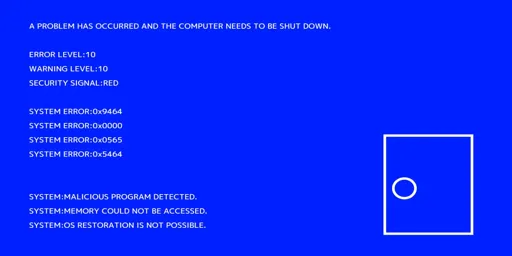 A PROBLEM HAS OCCURRED AND THE COMPUTER NEEDS TO BE SHUT DOWN.
ERROR LEVEL:10
WARNING LEVEL:10
SECURITY SIGNAL:RED
SYSTEM ERROR:0x9464
SYSTEM ERROR:0x0000
SYSTEM ERROR:0x0565
SYSTEM ERROR:0x5464
SYSTEM:MALICIOUS PROGRAM DETECTED.
SYSTEM:MEMORY COULD NOT BE ACCESSED.
SYSTEM:OS RESTORATION IS NOT POSSIBLE.